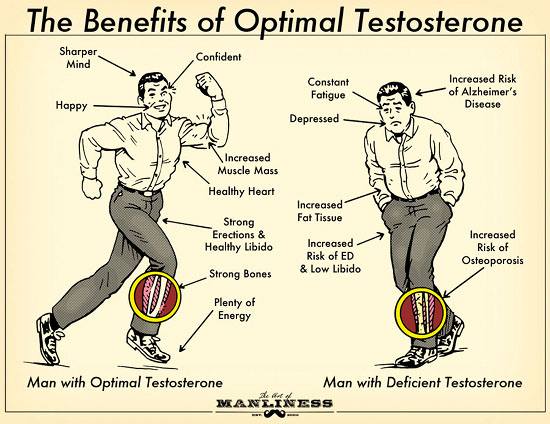 The Benefits of Optimal Testosterone
Sharper
Mind
Confident
Happy
Increased
Muscle Mass
Healthy Heart
Strong
Erections &
Healthy Libido
Strong Bones
Plenty of
Energy
Man with Optimal Testosterone
Constant
Fatigue
Increased Risk
of Alzheimer's
Disease
Depressed
Increased
Fat Tissue
Increased
Risk of ED
& Low Libido
Increased
Risk of
Osteoporosis
Man with Deficient Testosterone
The Art of
MANLINESS